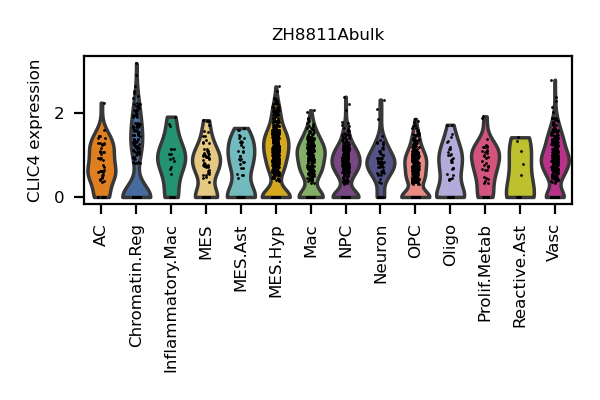 ZH8811Abulk
CLIC4 expression
2
0
AC
Chromatin.Reg
Inflammatory.Mac
MES
MES.Ast
MES.Hyp
Mac
NPC
Neuron
OPC
Oligo
Prolif.Metab
Reactive.Ast
Vasc